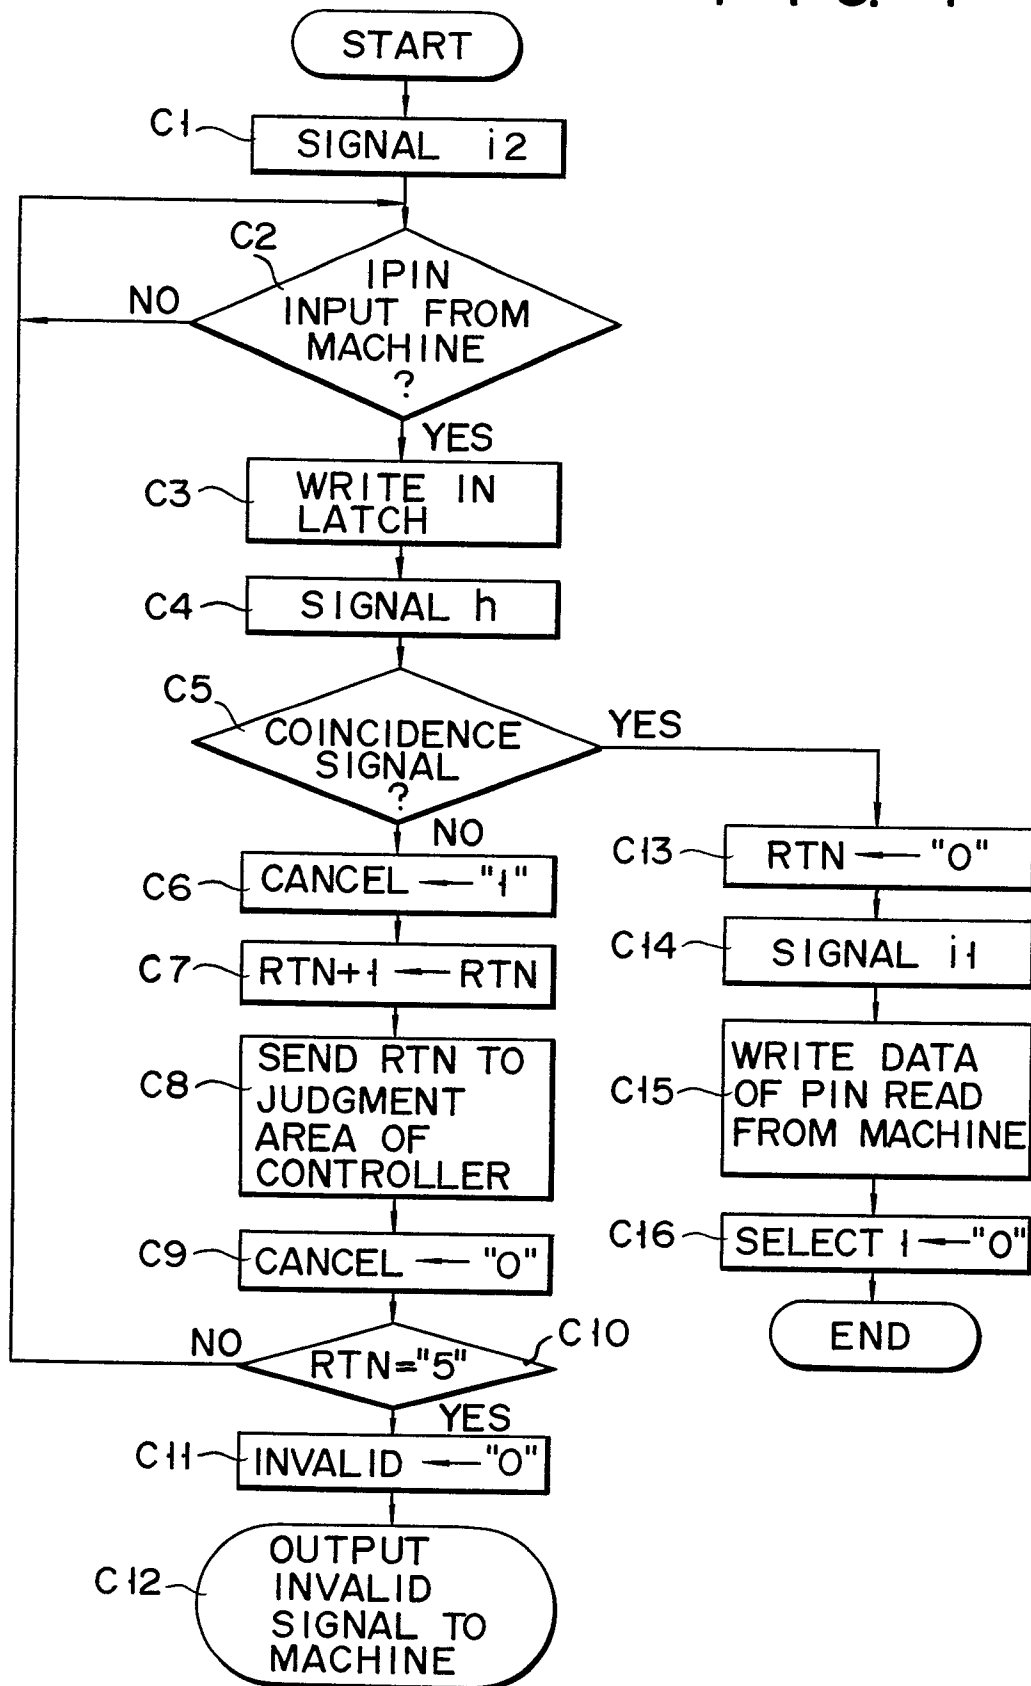 START
C1
SIGNAL i2
C2
IPIN
INPUT FROM
MACHINE
?
NO
YES
C3
WRITE IN
LATCH
C4
SIGNAL h
C5
COINCIDENCE
SIGNAL
?
YES
NO
C6
CANCEL ← "1"
C7
RTN+1 ← RTN
C8
SEND RTN TO
JUDGMENT
AREA OF
CONTROLLER
C9
CANCEL ← "0"
C10
RTN="5"
NO
YES
C11
INVALID ← "0"
C12
OUTPUT
INVALID
SIGNAL TO
MACHINE
C13
RTN ← "0"
C14
SIGNAL i1
C15
WRITE DATA
OF PIN READ
FROM MACHINE
C16
SELECT 1 ← "0"
END